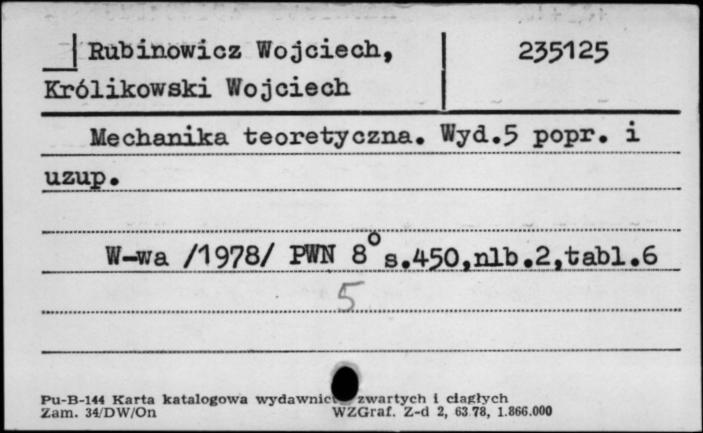 Rubinowicz Wojciech, 235125
Królikowski Wojciech
Mechanika teoretyczna. Wyd.5 popr. i
uzup.
W-wa /1978/ PWN 8° s.450,nlb.2,tabl.6
5
Pu-B-144 Karta katalogowa wydawnict zwartych i ciągłych
Zam. 34/DW/On WZGraf. Z-d 2, 63.78, 1.866.000